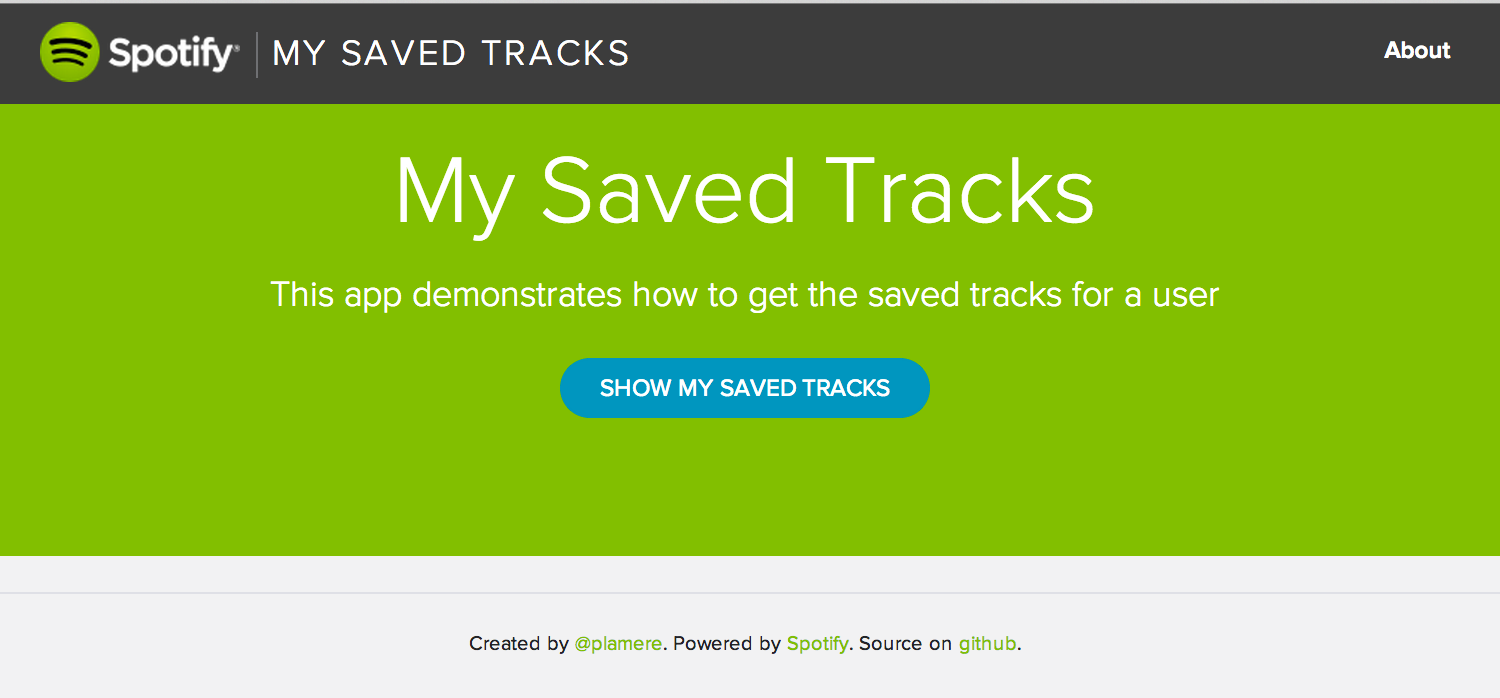 Spotify® MY SAVED TRACKS About
My Saved Tracks
This app demonstrates how to get the saved tracks for a user
SHOW MY SAVED TRACKS
Created by @plamere. Powered by Spotify. Source on github.